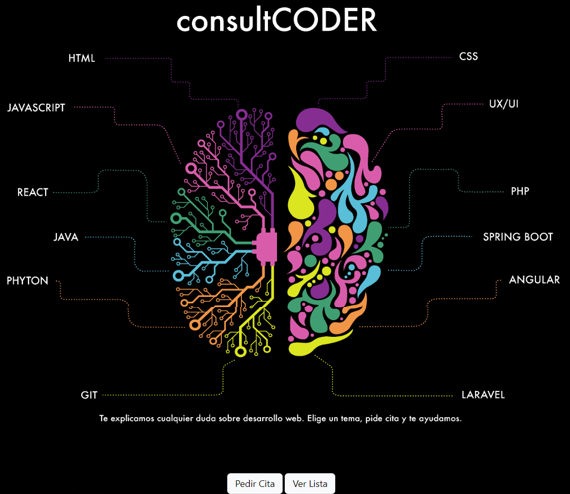 consultCODER
HTML
CSS
JAVASCRIPT
UX/UI
REACT
PHP
JAVA
SPRING BOOT
PHYTON
ANGULAR
GIT
LARAVEL
Te explicamos cualquier duda sobre desarrollo web. Elige un tema, pide cita y te ayudamos.
Pedir Cita
Ver Lista